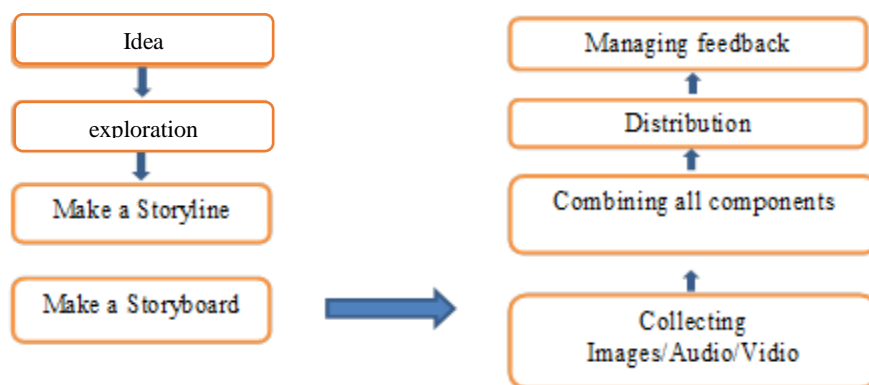 Idea
exploration
Make a Storyline
Make a Storyboard
Collecting
Images/Audio/Vidio
Combining all components
Distribution
Managing feedback